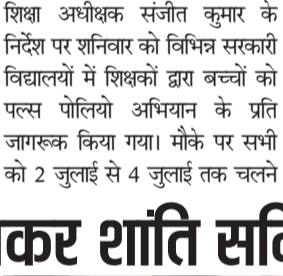 शिक्षा अधीक्षक संजीत कुमार के
निर्देश पर शनिवार को विभिन्न सरकारी
विद्यालयों में शिक्षकों द्वारा बच्चों को
पल्स पोलियो अभियान के प्रति
जागरूक किया गया। मौके पर सभी
को 2 जुलाई से 4 जुलाई तक चलने
कर शांति